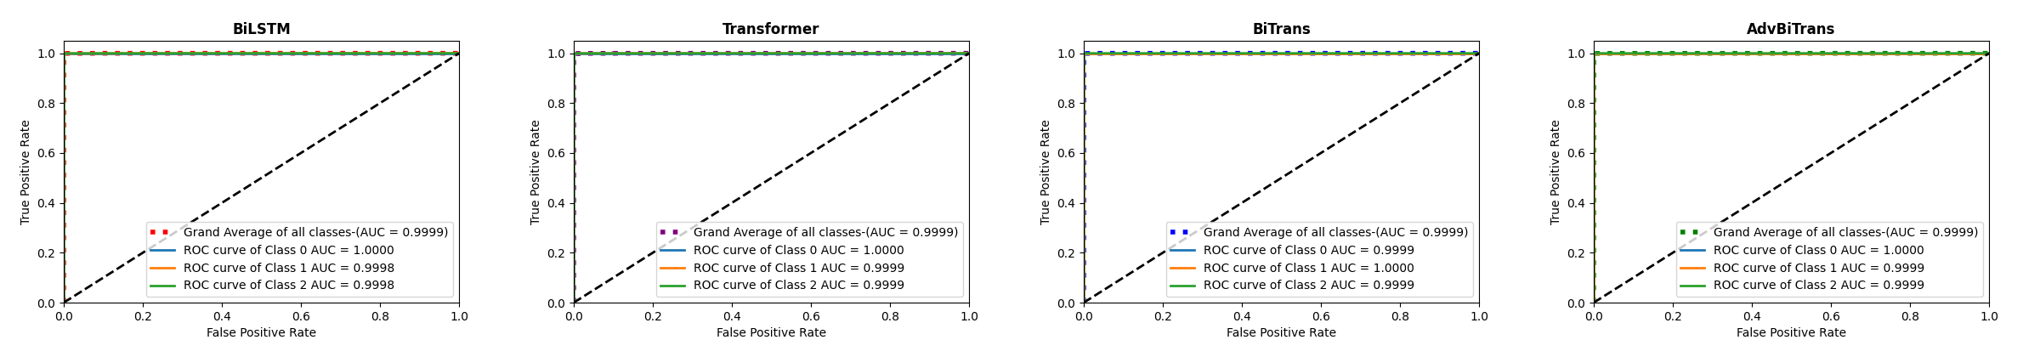 BiLSTM
True Positive Rate
1.0
0.8
0.6
0.4
0.2
0.0
Grand Average of all classes-(AUC = 0.9999)
ROC curve of Class 0 AUC = 1.0000
ROC curve of Class 1 AUC = 0.9998
ROC curve of Class 2 AUC = 0.9998
0.0 0.2 0.4 0.6 0.8 1.0
False Positive Rate
Transformer
True Positive Rate
1.0
0.8
0.6
0.4
0.2
0.0
Grand Average of all classes-(AUC = 0.9999)
ROC curve of Class 0 AUC = 1.0000
ROC curve of Class 1 AUC = 0.9999
ROC curve of Class 2 AUC = 0.9999
0.0 0.2 0.4 0.6 0.8 1.0
False Positive Rate
BiTrans
True Positive Rate
1.0
0.8
0.6
0.4
0.2
0.0
Grand Average of all classes-(AUC = 0.9999)
ROC curve of Class 0 AUC = 0.9999
ROC curve of Class 1 AUC = 1.0000
ROC curve of Class 2 AUC = 0.9999
0.0 0.2 0.4 0.6 0.8 1.0
False Positive Rate
AdvBiTrans
True Positive Rate
1.0
0.8
0.6
0.4
0.2
0.0
Grand Average of all classes-(AUC = 0.9999)
ROC curve of Class 0 AUC = 1.0000
ROC curve of Class 1 AUC = 0.9999
ROC curve of Class 2 AUC = 0.9999
0.0 0.2 0.4 0.6 0.8 1.0
False Positive Rate